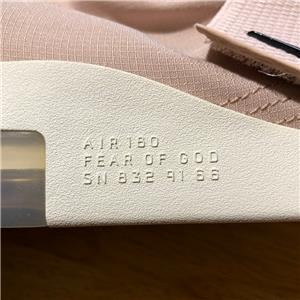 AIR 180
FEAR OF GOD
SN 832 91 66